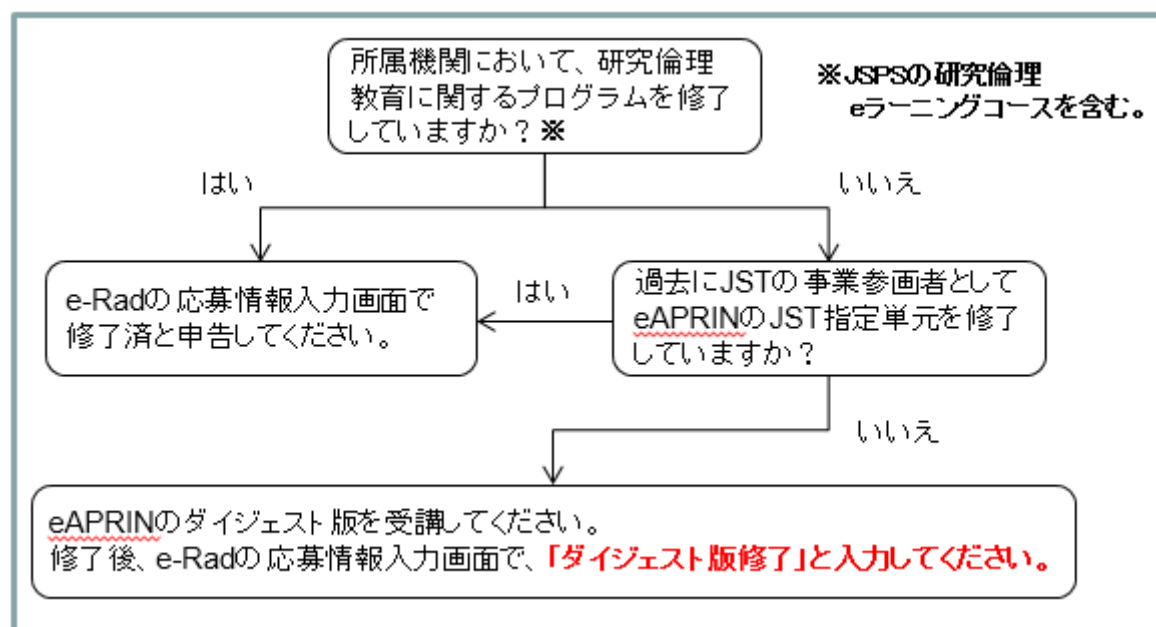 所属機関において、研究倫理
教育に関するプログラムを修了
していますか？※
※JSPSの研究倫理
eラーニングコースを含む。
はい
いいえ
e-Radの応募情報入力画面で
修了済と申告してください。
はい
過去にJSTの事業参画者として
eAPRINのJST指定単元を修了
していますか？
いいえ
eAPRINのダイジェスト版を受講してください。
修了後、e-Radの応募情報入力画面で、「ダイジェスト版修了」と入力してください。